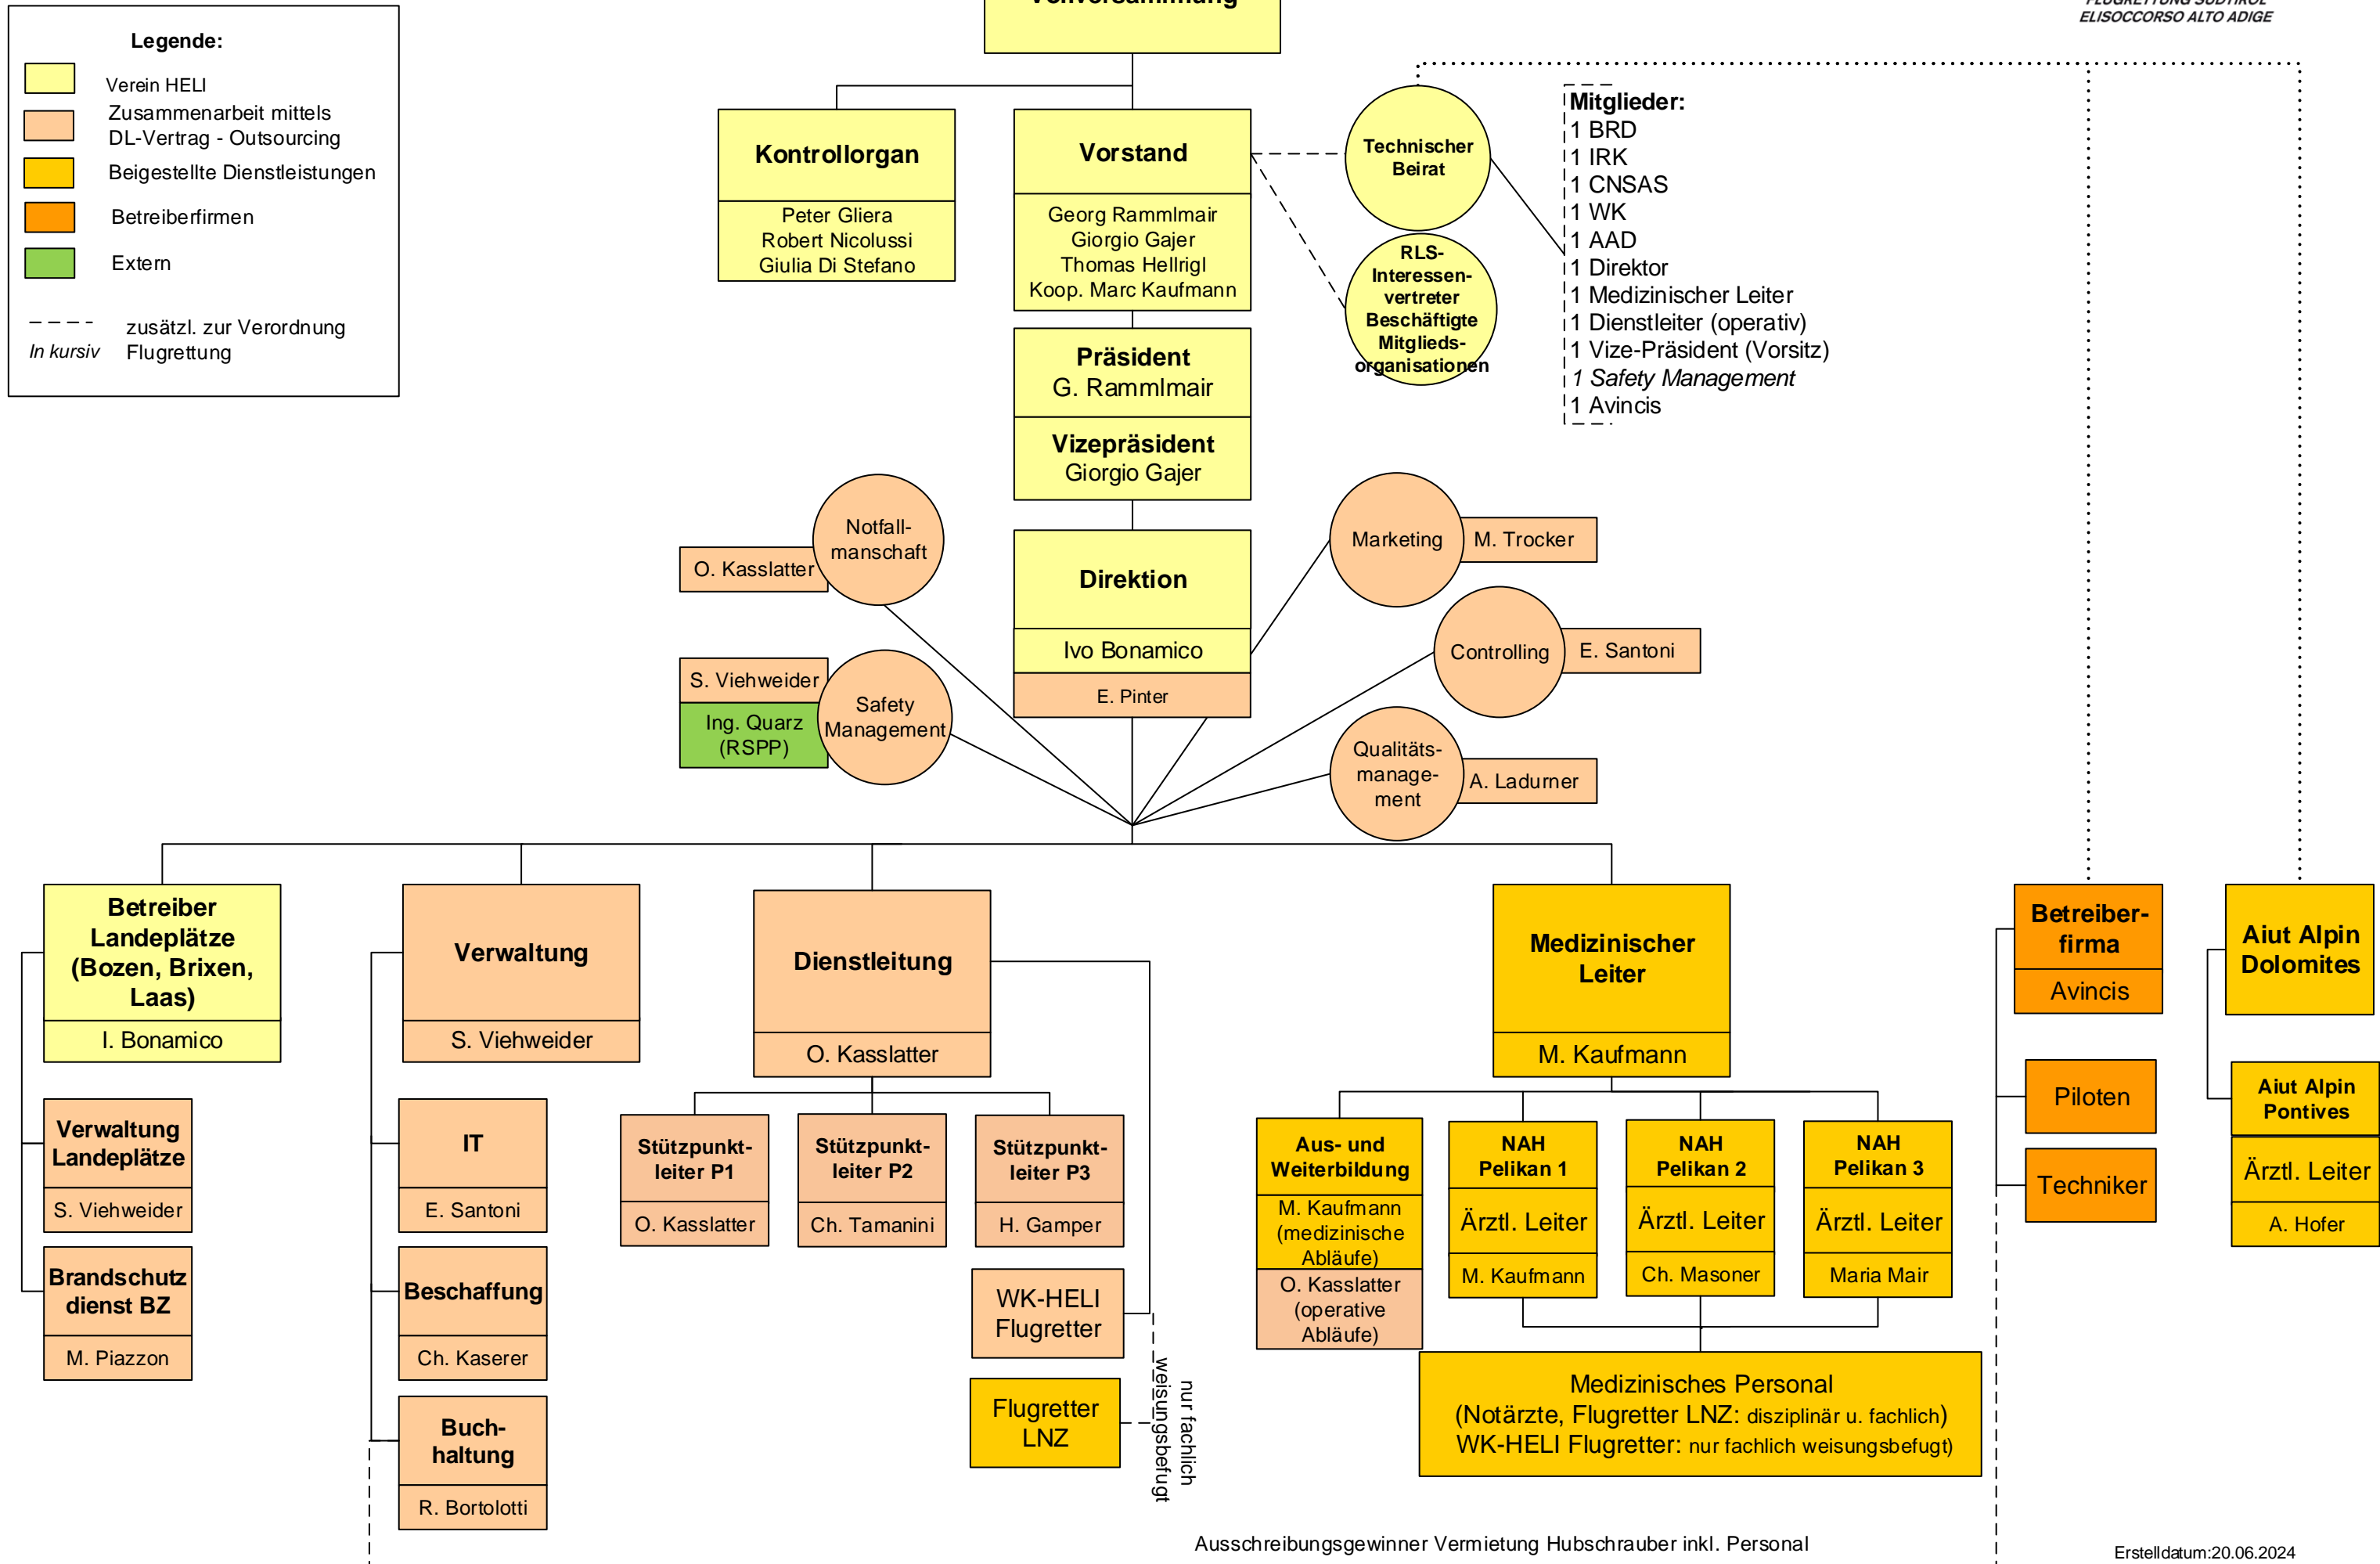 Vollversammlung
FLUGRETTUNG SÜDTIROL
ELISOCCORSO ALTO ADIGE
Legende:
Verein HELI
Zusammenarbeit mittels
DL-Vertrag - Outsourcing
Beigestellte Dienstleistungen
Betreiberfirmen
Extern
zusätzl. zur Verordnung
In kursiv Flugrettung
Kontrollorgan
Peter Gliera
Robert Nicolussi
Giulia Di Stefano
Vorstand
Georg Rammlmair
Giorgio Gajer
Thomas Hellrigl
Koop. Marc Kaufmann
Technischer
Beirat
RLS-
Interessen-
vertreter
Beschäftigte
Mitglieds-
organisationen
Mitglieder:
1 BRD
1 IRK
1 CNSAS
1 WK
1 AAD
1 Direktor
1 Medizinischer Leiter
1 Dienstleiter (operativ)
1 Vize-Präsident (Vorsitz)
1 Safety Management
1 Avincis
Präsident
G. Rammlmair
Vizepräsident
Giorgio Gajer
Notfall-
manschaft
O. Kasslatter
Direktion
Ivo Bonamico
E. Pinter
Marketing
M. Trocker
Controlling
E. Santoni
S. Viehweider
Ing. Quarz
(RSPP)
Safety
Management
Qualitäts-
manage-
ment
A. Ladurner
Betreiber
Landeplätze
(Bozen, Brixen,
Laas)
I. Bonamico
Verwaltung
Landeplätze
S. Viehweider
Brandschutz
dienst BZ
M. Piazzon
Verwaltung
S. Viehweider
IT
E. Santoni
Beschaffung
Ch. Kaserer
Buch-
haltung
R. Bortolotti
Dienstleitung
O. Kasslatter
Stützpunkt-
leiter P1
O. Kasslatter
Stützpunkt-
leiter P2
Ch. Tamanini
Stützpunkt-
leiter P3
H. Gamper
WK-HELI
Flugretter
Flugretter
LNZ
nur fachlich
weisungsbefugt
Medizinischer
Leiter
M. Kaufmann
Aus- und
Weiterbildung
M. Kaufmann
(medizinische
Abläufe)
O. Kasslatter
(operative
Abläufe)
NAH
Pelikan 1
Ärztl. Leiter
M. Kaufmann
NAH
Pelikan 2
Ärztl. Leiter
Ch. Masoner
NAH
Pelikan 3
Ärztl. Leiter
Maria Mair
Medizinisches Personal
(Notärzte, Flugretter LNZ: disziplinär u. fachlich)
WK-HELI Flugretter: nur fachlich weisungsbefugt)
Betreiber-
firma
Avincis
Piloten
Techniker
Aiut Alpin
Dolomites
Aiut Alpin
Pontives
Ärztl. Leiter
A. Hofer
Ausschreibungsgewinner Vermietung Hubschrauber inkl. Personal
Erstelldatum:20.06.2024